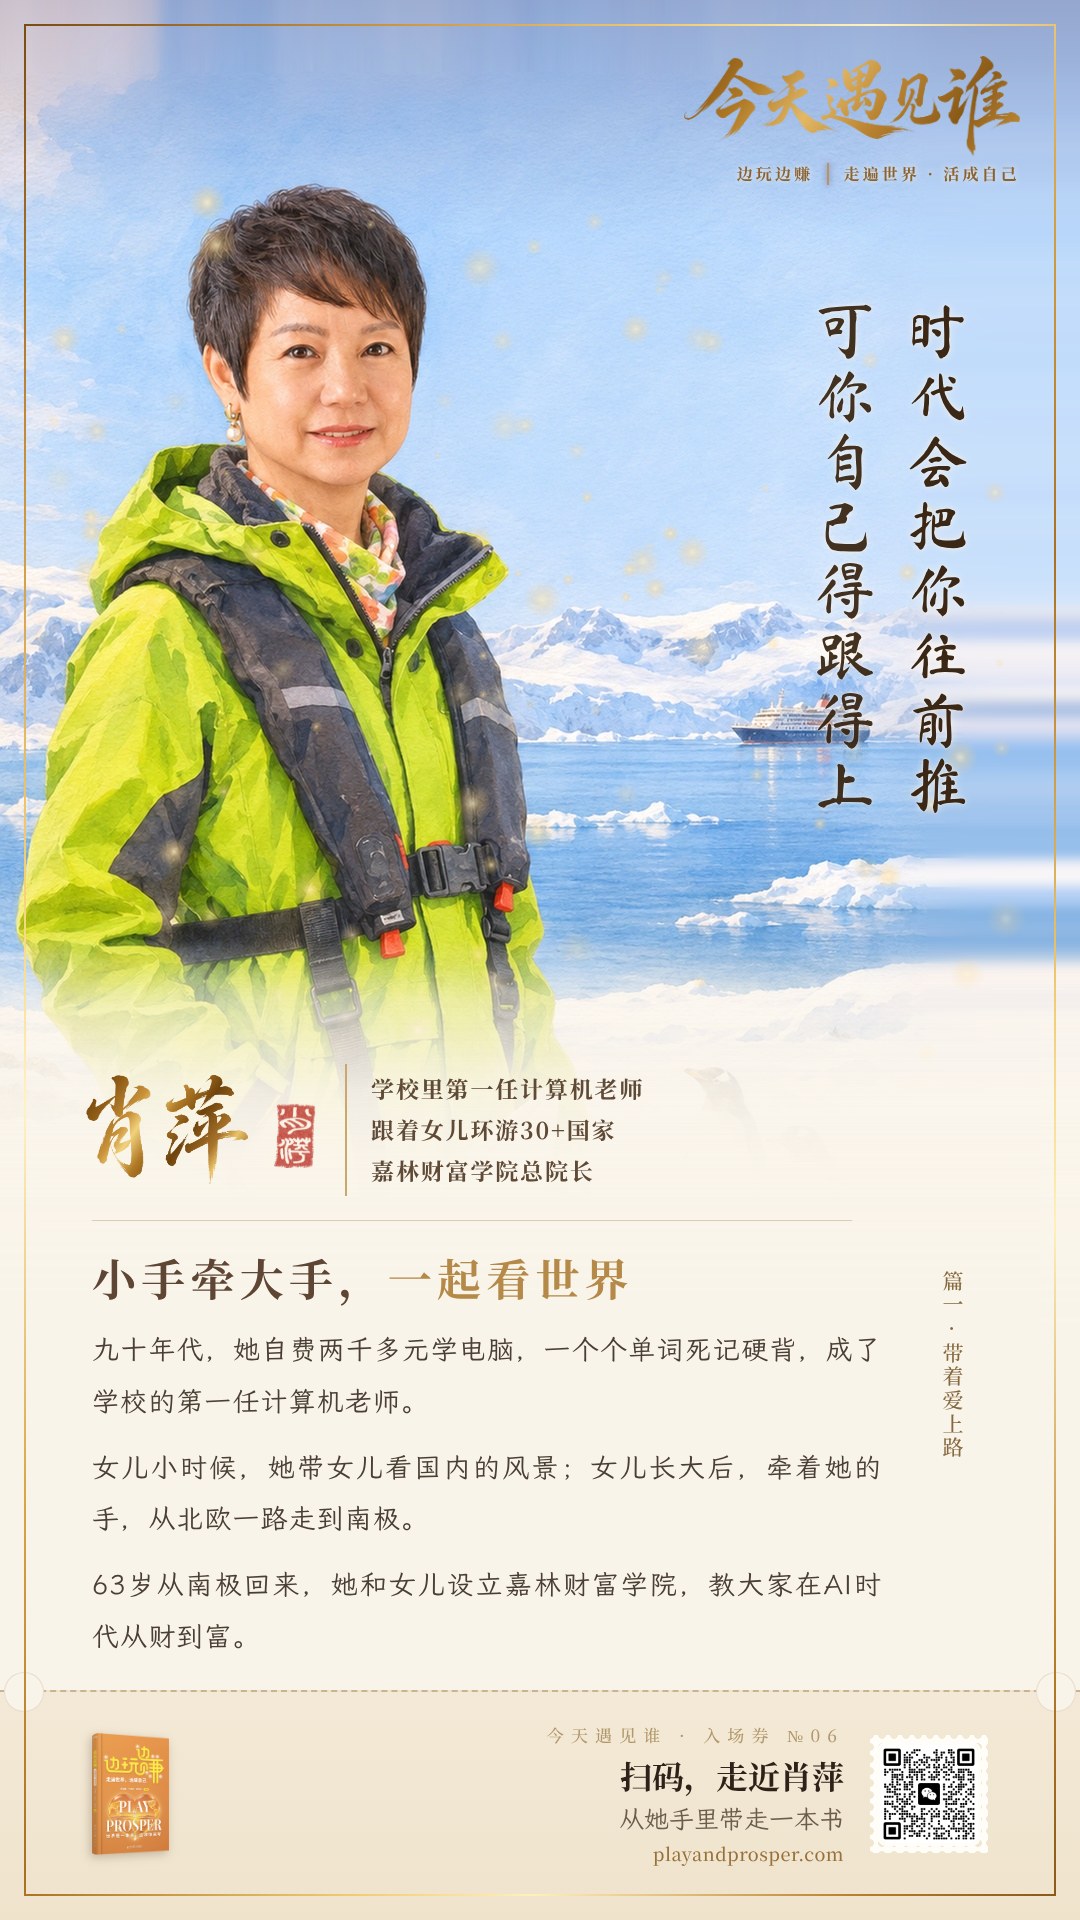 今天遇见谁
边玩边赚 | 走遍世界 · 活成自己
时代会把你往前推
可你自己得跟得上
肖萍
学校里第一任计算机老师
跟着女儿环游30+国家
嘉林财富学院总院长
小手牵大手，一起看世界
篇一 · 带着爱上路
九十年代，她自费两千多元学电脑，一个个单词死记硬背，成了
学校的第一任计算机老师。
女儿小时候，她带女儿看国内的风景；女儿长大后，牵着她的
手，从北欧一路走到南极。
63岁从南极回来，她和女儿设立嘉林财富学院，教大家在AI时
代从财到富。
边玩边赚
PLAY
PROSPER
今天遇见谁 · 入场券 №06
扫码，走近肖萍
从她手里带走一本书
playandprosper.com